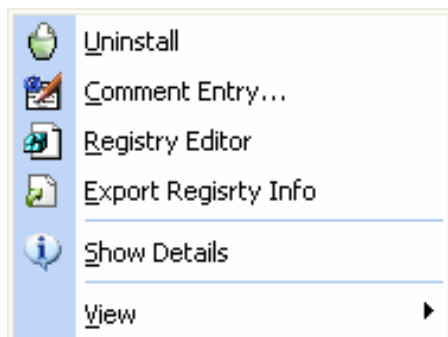 Uninstall
Comment Entry...
Registry Editor
Export Regisrty Info
Show Details
View